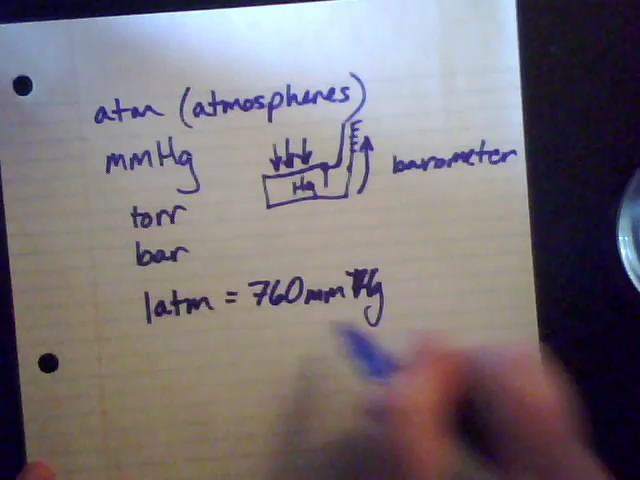 atm (atmospheres)
mmHg
Hg
barometer
torr
bar
1atm = 760mmHg